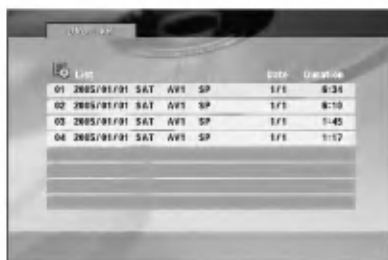 List Date Duration
01 2005/01/01 SAT AV1 SP 1/1 0:34
02 2005/01/01 SAT AV1 SP 1/1 0:10
03 2005/01/01 SAT AV1 SP 1/1 1:45
04 2005/01/01 SAT AV1 SP 1/1 1:17